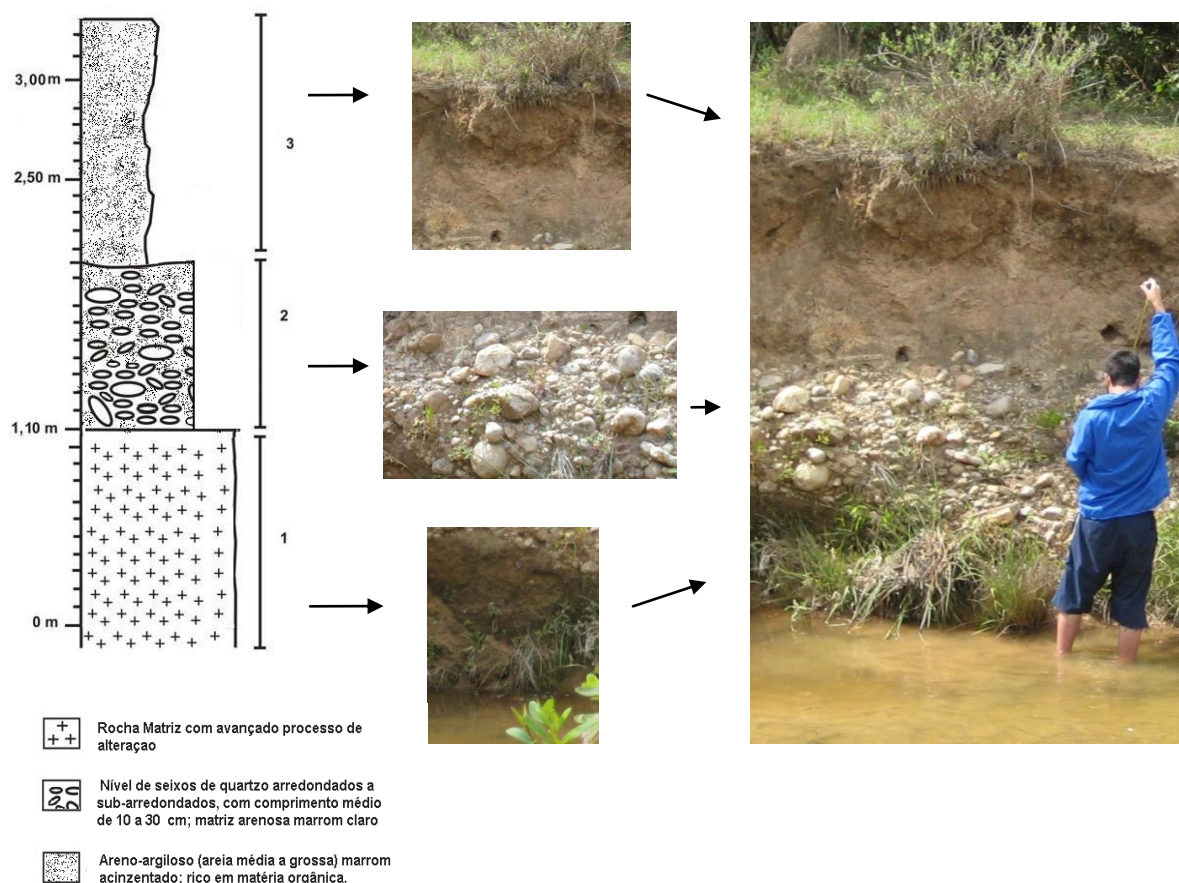 3,00 m
3
2,50 m
2
1,10 m
1
0 m
Rocha Matriz com avançado processo de
alteraçao
Nível de seixos de quartzo arredondados a
sub-arredondados, com comprimento médio
de 10 a 30 cm; matriz arenosa marrom claro
Areno-argiloso (areia média a grossa) marrom
acinzentado; rico em matéria orgânica.